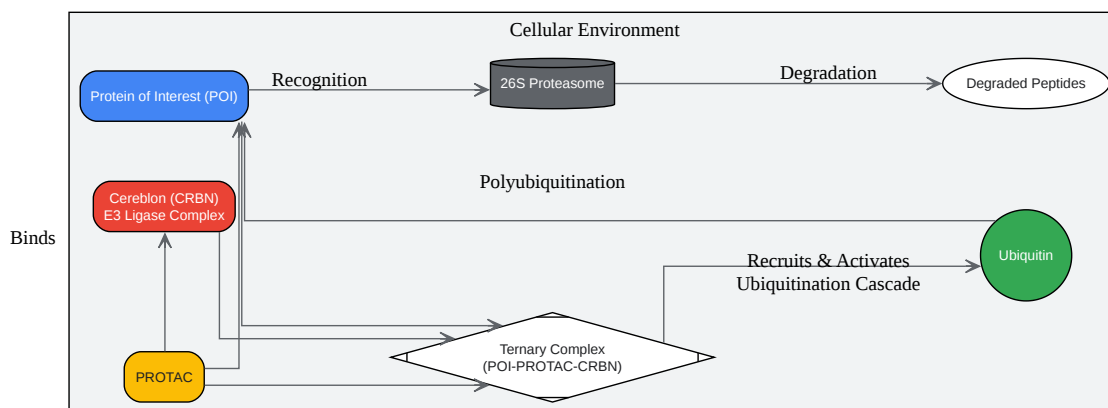 Cellular Environment
Recognition
26S Proteasome
Degradation
Degraded Peptides
Protein of Interest (POI)
Polyubiquitination
Cereblon (CRBN)
E3 Ligase Complex
Binds
Ubiquitin
Recruits & Activates
Ubiquitination Cascade
Ternary Complex
(POI-PROTAC-CRBN)
PROTAC